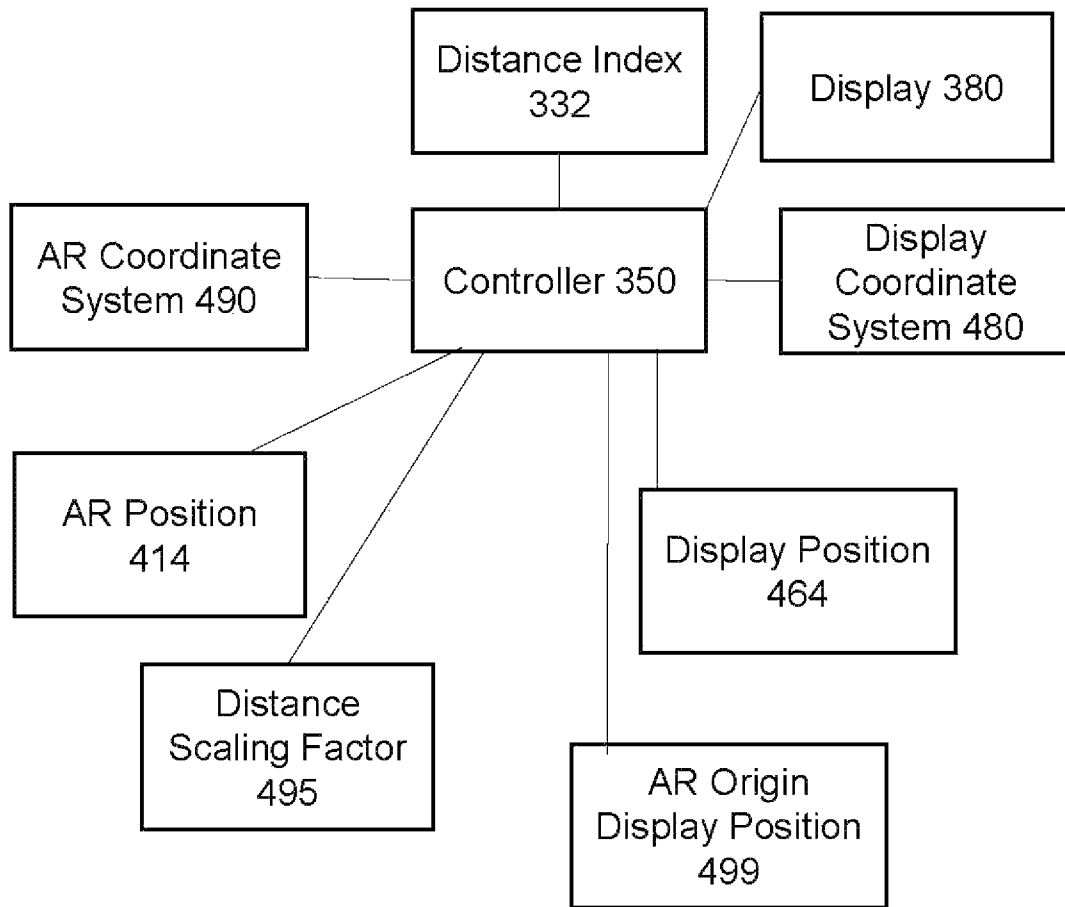 Distance Index
332
Display 380
AR Coordinate
System 490
Controller 350
Display
Coordinate
System 480
AR Position
414
Display Position
464
Distance
Scaling Factor
495
AR Origin
Display Position
499